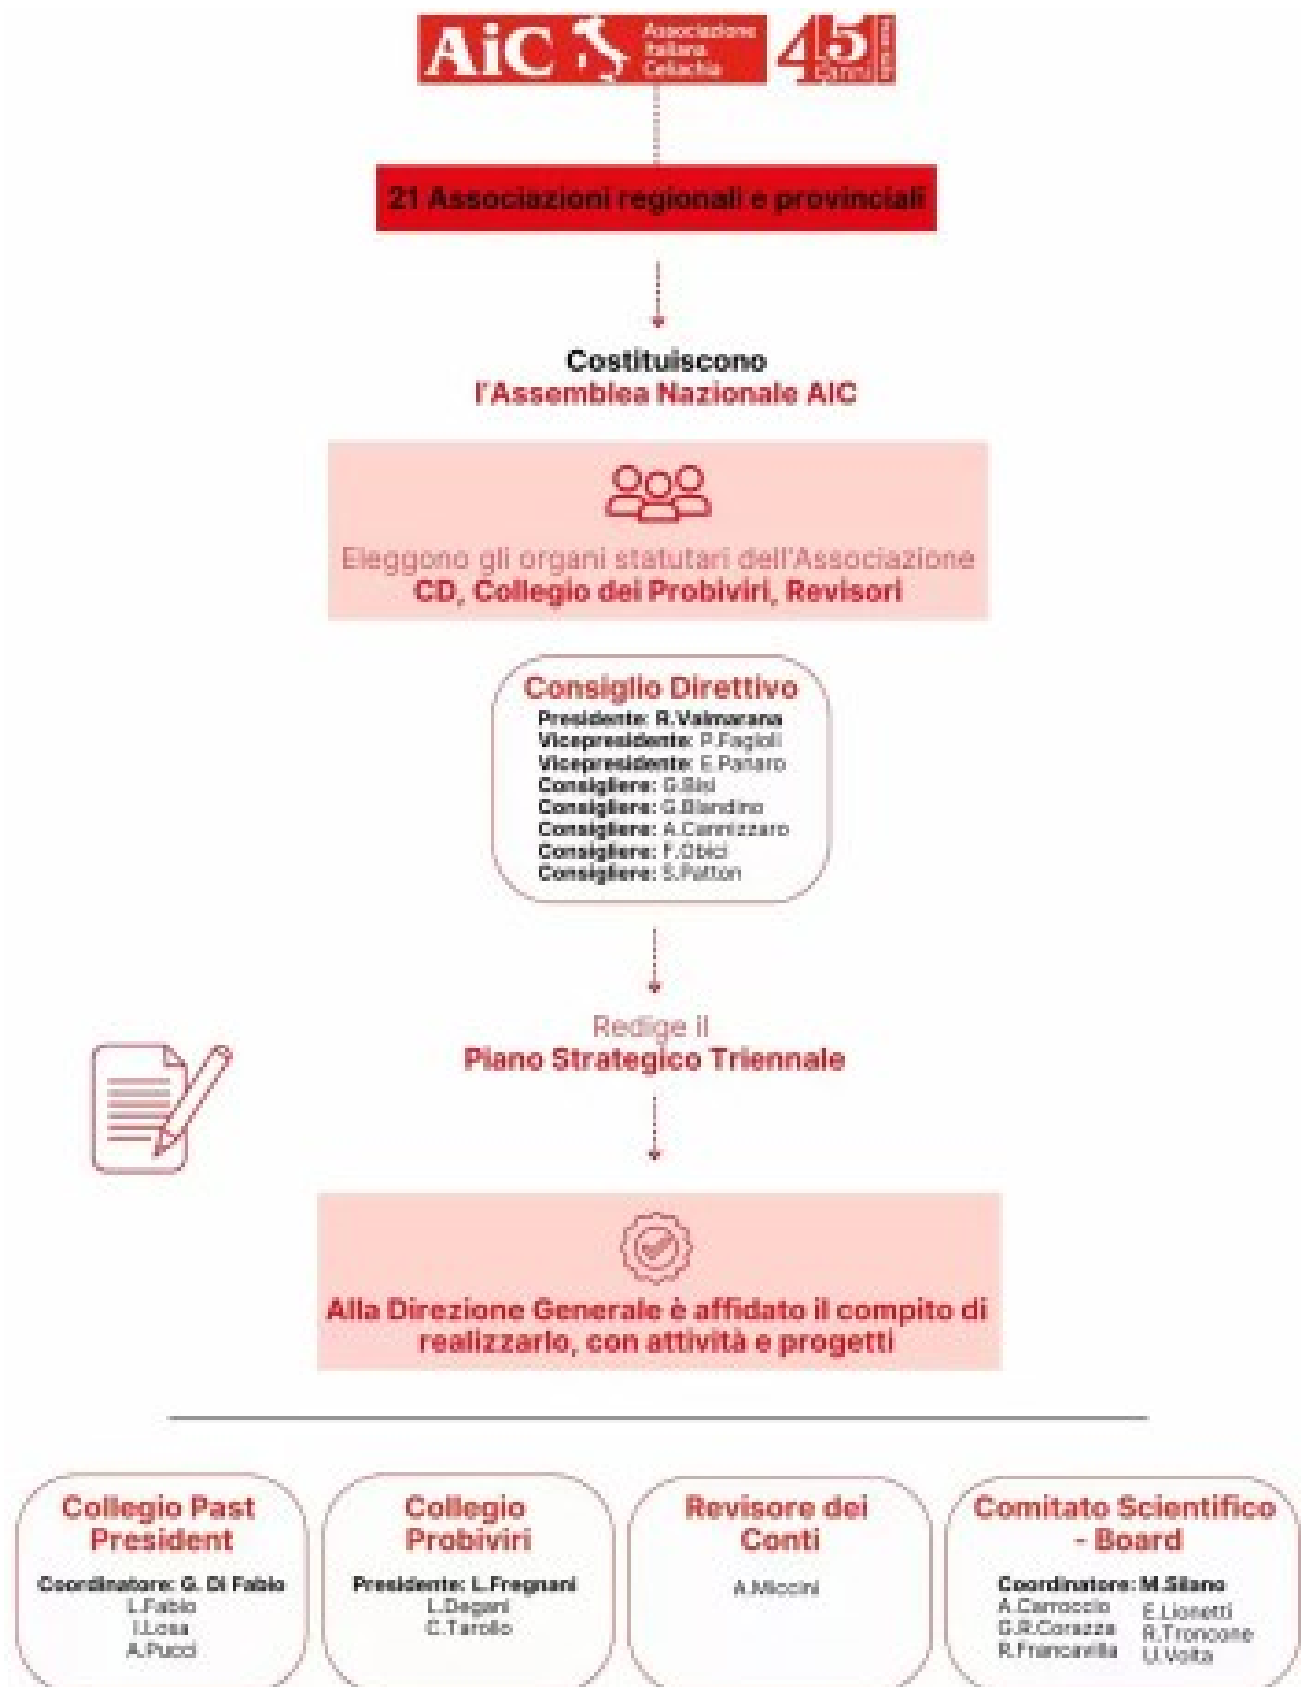 AiC
Associazione
Italiana
Celiachia
45
anni
21 Associazioni regionali e provinciali
Costituiscono
l'Assemblea Nazionale AIC
Eleggono gli organi statutari dell'Associazione
CD, Collegio dei Probiviri, Revisori
Consiglio Direttivo
Presidente: R.Valmarana
Vicepresidente: P.Fagioli
Vicepresidente: E.Panaro
Consigliere: G.Bisi
Consigliere: G.Blandino
Consigliere: A.Cannizzaro
Consigliere: F.Obici
Consigliere: S.Patton
Redige il
Piano Strategico Triennale
Alla Direzione Generale è affidato il compito di
realizzarlo, con attività e progetti
Collegio Past
President
Coordinatore: G. Di Fabio
L.Fabio
I.Losa
A.Pucci
Collegio
Probiviri
Presidente: L.Fregnani
L.Degani
C.Tarollo
Revisore dei
Conti
A.Miccini
Comitato Scientifico
- Board
Coordinatore: M.Silano
A.Carroccio
G.R.Corazza
R.Francavilla
E.Lionetti
R.Troncone
U.Volta